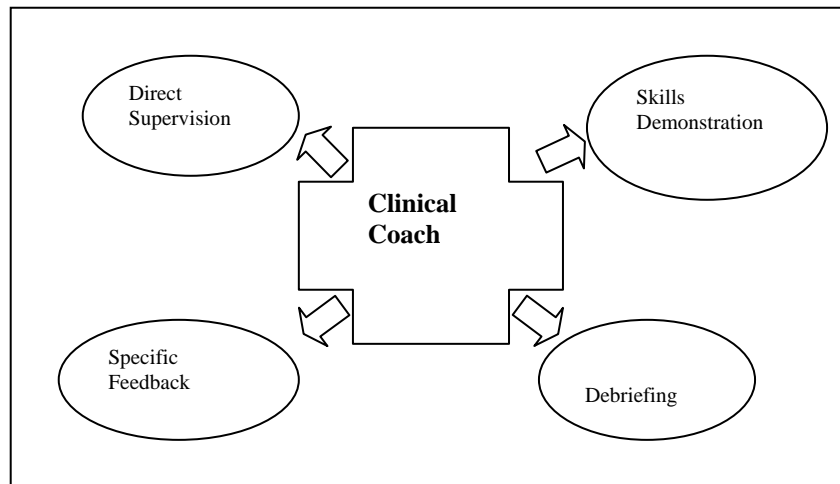 Direct
Supervision
Skills
Demonstration
Clinical
Coach
Specific
Feedback
Debriefing